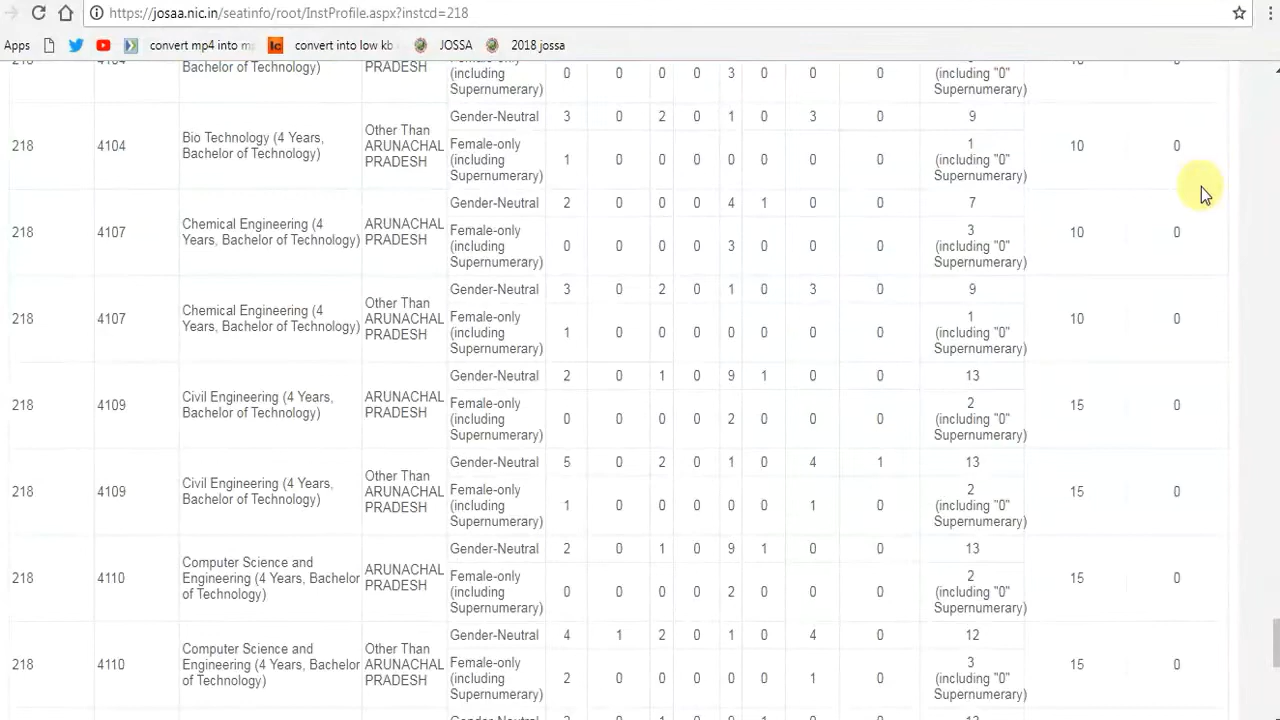 https://josaa.nic.in/seatinfo/root/InstProfile.aspx?instcd=218
Apps convert mp4 into m convert into low kb JOSSA 2018 jossa
Bachelor of Technology) PRADESH (including 0 0 0 0 3 0 0 0 (including "0"
Supernumerary) Supernumerary)
218 4104 Bio Technology (4 Years, Bachelor of Technology) Other Than ARUNACHAL PRADESH Gender-Neutral 3 0 2 0 1 0 3 0 9 10 0
Female-only (including Supernumerary) 1 0 0 0 0 0 0 0 1 (including "0" Supernumerary)
218 4107 Chemical Engineering (4 Years, Bachelor of Technology) ARUNACHAL PRADESH Gender-Neutral 2 0 0 0 4 1 0 0 7 10 0
Female-only (including Supernumerary) 0 0 0 0 3 0 0 0 3 (including "0" Supernumerary)
218 4107 Chemical Engineering (4 Years, Bachelor of Technology) Other Than ARUNACHAL PRADESH Gender-Neutral 3 0 2 0 1 0 3 0 9 10 0
Female-only (including Supernumerary) 1 0 0 0 0 0 0 0 1 (including "0" Supernumerary)
218 4109 Civil Engineering (4 Years, Bachelor of Technology) ARUNACHAL PRADESH Gender-Neutral 2 0 1 0 9 1 0 0 13 15 0
Female-only (including Supernumerary) 0 0 0 0 2 0 0 0 2 (including "0" Supernumerary)
218 4109 Civil Engineering (4 Years, Bachelor of Technology) Other Than ARUNACHAL PRADESH Gender-Neutral 5 0 2 0 1 0 4 1 13 15 0
Female-only (including Supernumerary) 1 0 0 0 0 0 1 0 2 (including "0" Supernumerary)
218 4110 Computer Science and Engineering (4 Years, Bachelor of Technology) ARUNACHAL PRADESH Gender-Neutral 2 0 1 0 9 1 0 0 13 15 0
Female-only (including Supernumerary) 0 0 0 0 2 0 0 0 2 (including "0" Supernumerary)
218 4110 Computer Science and Engineering (4 Years, Bachelor of Technology) Other Than ARUNACHAL PRADESH Gender-Neutral 4 1 2 0 1 0 4 0 12 15 0
Female-only (including Supernumerary) 2 0 0 0 0 0 1 0 3 (including "0" Supernumerary)